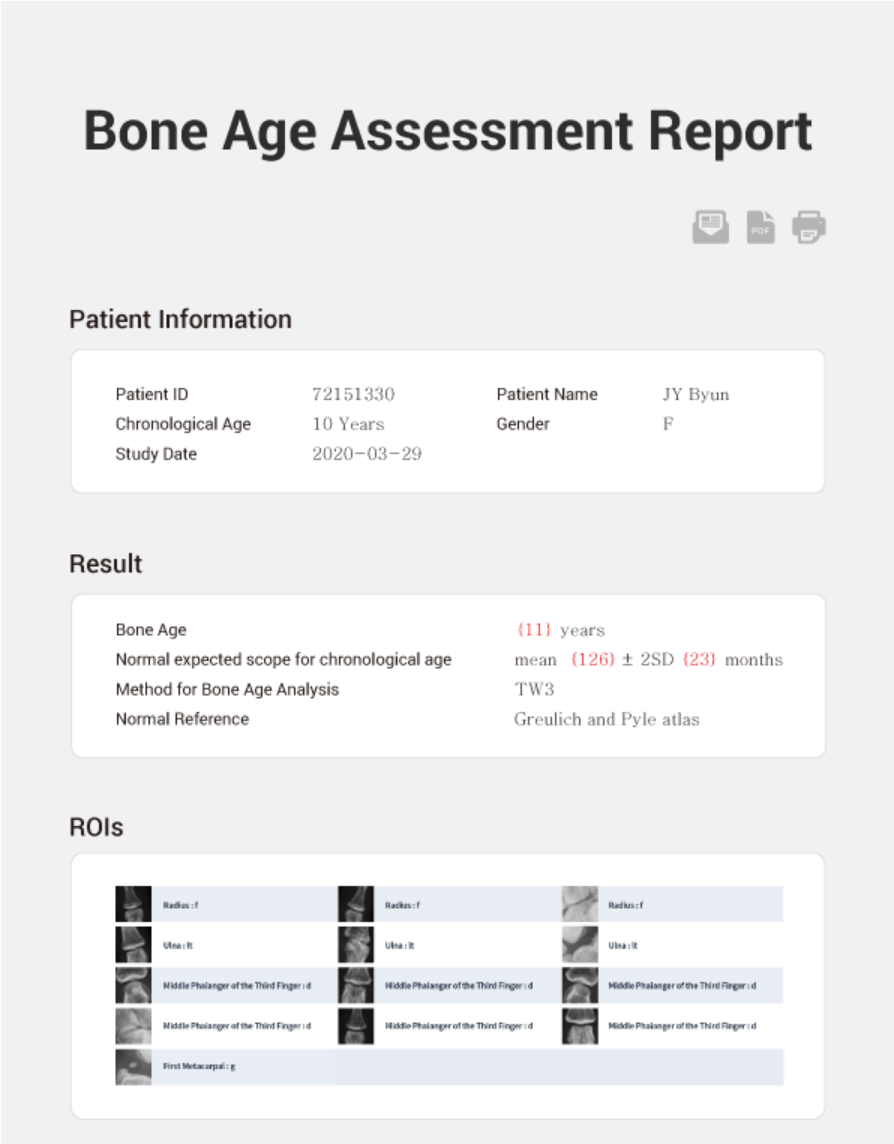 Bone Age Assessment Report
PDF
Patient Information
Patient ID 72151330 Patient Name JY Byun
Chronological Age 10 Years Gender F
Study Date 2020-03-29
Result
Bone Age {11} years
Normal expected scope for chronological age mean {126} ± 2SD {23} months
Method for Bone Age Analysis TW3
Normal Reference Greulich and Pyle atlas
ROIs
Radius : f Radius : f Radius : f
Ulna : lt Ulna : lt Ulna : lt
Middle Phalanger of the Third Finger : d Middle Phalanger of the Third Finger : d Middle Phalanger of the Third Finger : d
Middle Phalanger of the Third Finger : d Middle Phalanger of the Third Finger : d Middle Phalanger of the Third Finger : d
First Metacarpal : g